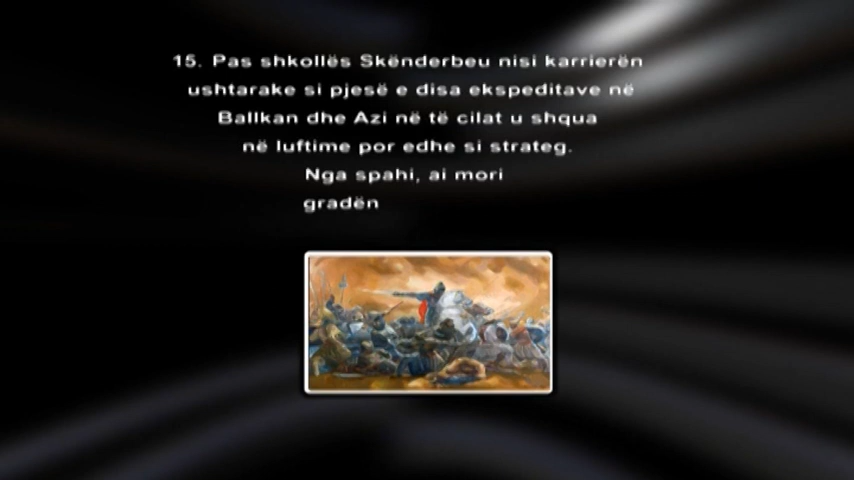 15. Pas shkollës Skënderbeu nisi karrierën
ushtarake si pjesë e disa ekspeditave në
Ballkan dhe Azi në të cilat u shqua
në luftime por edhe si strateg.
Nga spahi, ai mori
gradën